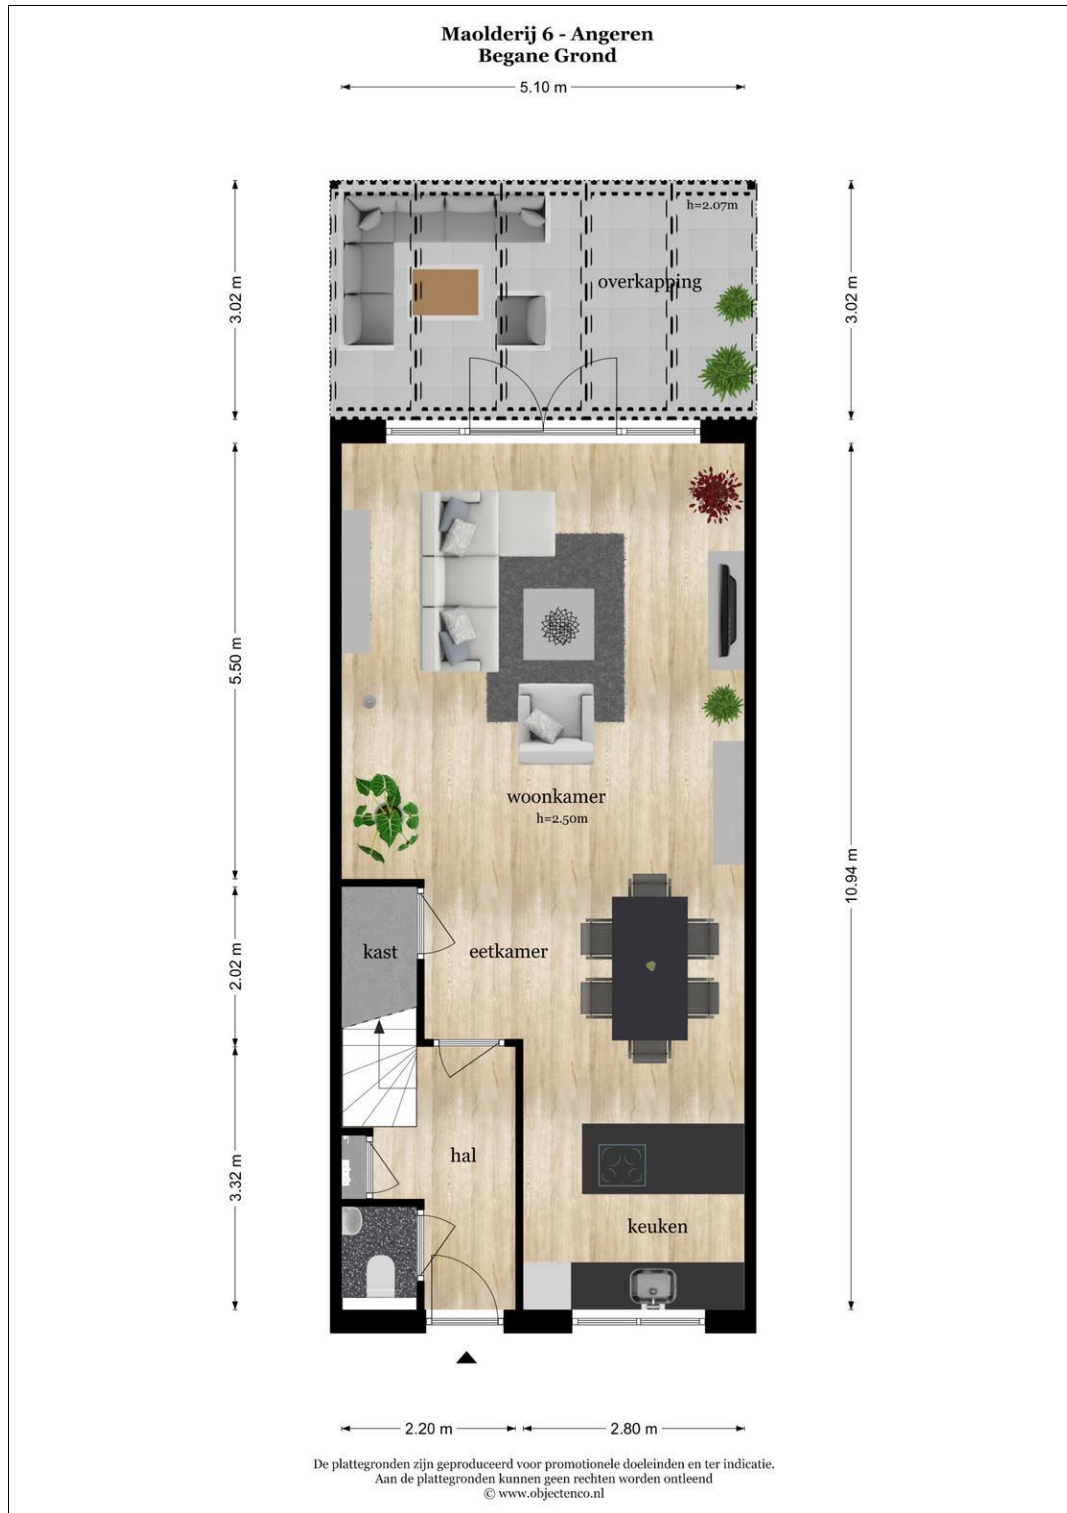 Maolderij 6 - Angeren
Begane Grond
5.10 m
h=2.07m
overkapping
3.02 m
3.02 m
5.50 m
woonkamer
h=2.50m
10.94 m
kast
eetkamer
2.02 m
hal
3.32 m
keuken
2.20 m
2.80 m
De plattegronden zijn geproduceerd voor promotionele doeleinden en ter indicatie.
Aan de plattegronden kunnen geen rechten worden ontleend
© www.objectenco.nl